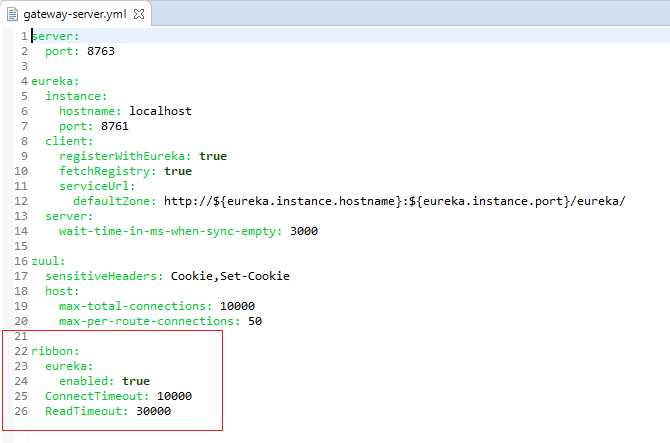 gateway-server.yml
1 server:
2   port: 8763
3
4 eureka:
5   instance:
6     hostname: localhost
7     port: 8761
8   client:
9     registerWithEureka: true
10     fetchRegistry: true
11     serviceUrl:
12       defaultZone: http://${eureka.instance.hostname}:${eureka.instance.port}/eureka/
13   server:
14     wait-time-in-ms-when-sync-empty: 3000
15
16 zuul:
17   sensitiveHeaders: Cookie,Set-Cookie
18   host:
19     max-total-connections: 10000
20     max-per-route-connections: 50
21
22 ribbon:
23   eureka:
24     enabled: true
25   ConnectTimeout: 10000
26   ReadTimeout: 30000